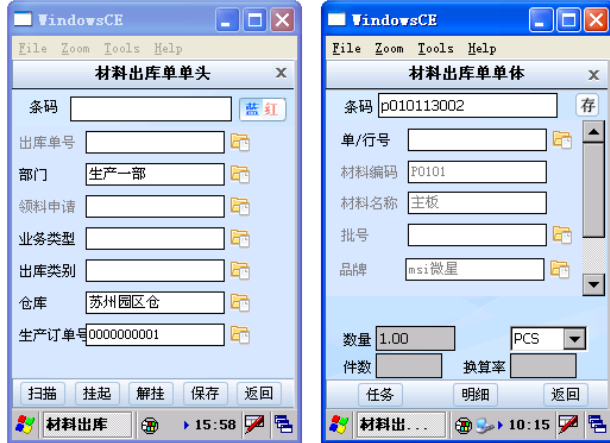 WindowsCE
File Zoom Tools Help
材料出库单单头 x
条码 蓝 红
出库单号
部门 生产一部
领料申请
业务类型
出库类别
仓库 苏州园区仓
生产订单号 0000000001
扫描 挂起 解挂 保存 返回
材料出库 15:58
WindowsCE
File Zoom Tools Help
材料出库单单体 x
条码 p010113002 存
单/行号
材料编码 P0101
材料名称 主板
批号
品牌 msi微星
数量 1.00 PCS
件数 换算率
任务 明细 返回
材料出... 10:15